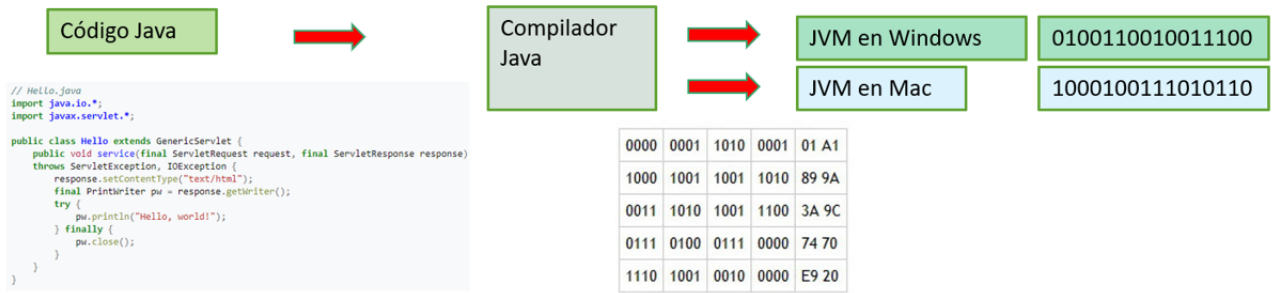 Código Java
Compilador
Java
JVM en Windows
0100110010011100
JVM en Mac
1000100111010110
// Hello.java
import java.io.*;
import javax.servlet.*;
public class Hello extends GenericServlet {
public void service(final ServletRequest request, final ServletResponse response)
throws ServletException, IOException {
response.setContentType("text/html");
final PrintWriter pw = response.getWriter();
try {
pw.println("Hello, world!");
} finally {
pw.close();
}
}
}
0000 0001 1010 0001 01 A1
1000 1001 1001 1010 89 9A
0011 1010 1001 1100 3A 9C
0111 0100 0111 0000 74 70
1110 1001 0010 0000 E9 20